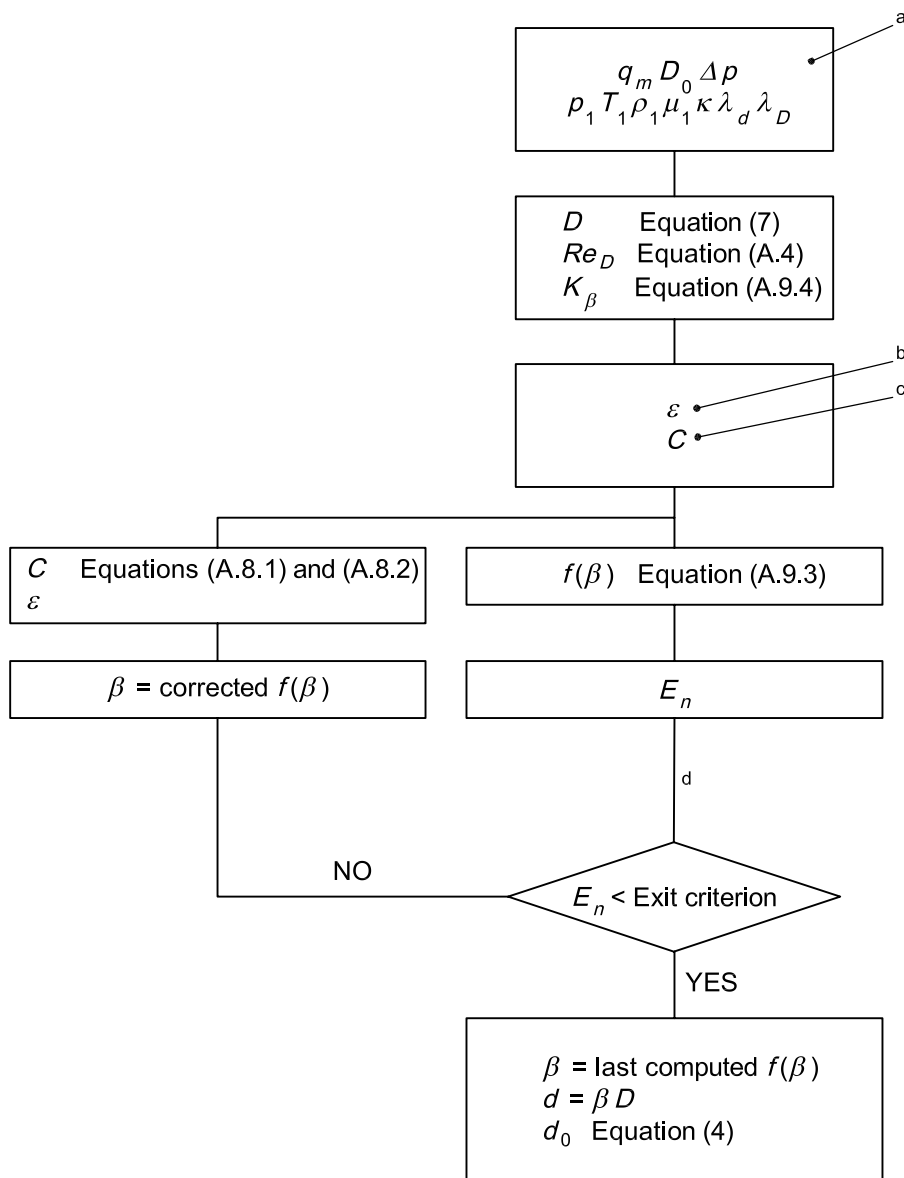 a
q_m D_0 Δp
p_1 T_1 ρ_1 μ_1 κ λ_d λ_D
D Equation (7)
Re_D Equation (A.4)
K_β Equation (A.9.4)
b
ε
c
C
C Equations (A.8.1) and (A.8.2)
ε
f(β) Equation (A.9.3)
β = corrected f(β)
E_n
d
NO
E_n < Exit criterion
YES
β = last computed f(β)
d = β D
d_0 Equation (4)